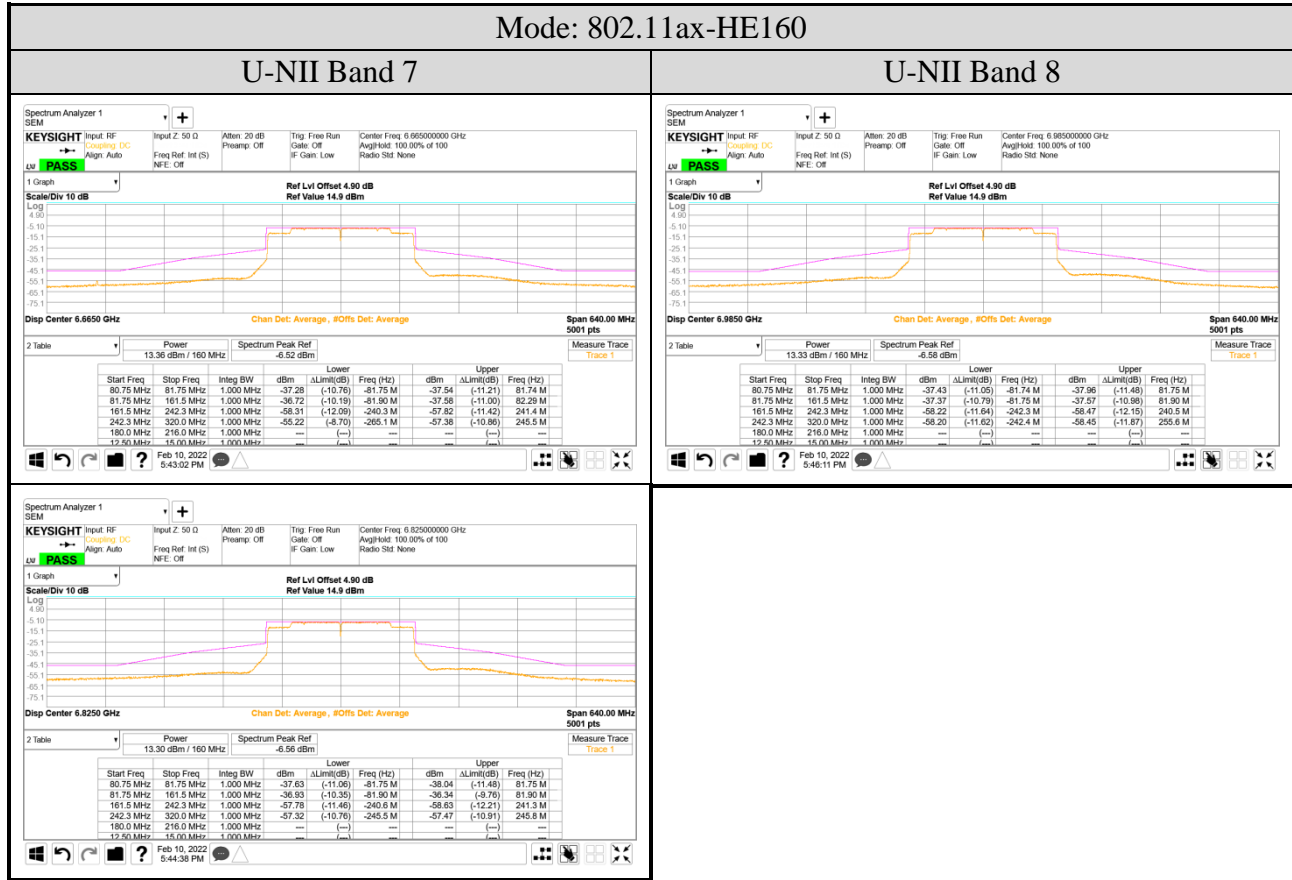 Mode: 802.11ax-HE160
U-NII Band 7 U-NII Band 8
Spectrum Analyzer 1
SEM
+
KEYSIGHT Input: RF Input Z: 50 Ω Atten: 20 dB Trig: Free Run Center Freq: 6.665000000 GHz
Coupling: DC Preamp: Off Gate: Off Avg|Hold: 100.00% of 100
Align: Auto Freq Ref: Int (S) IF Gain: Low Radio Std: None
LXI PASS NFE: Off
1 Graph Ref Lvl Offset 4.90 dB
Scale/Div 10 dB Ref Value 14.9 dBm
Log
4.90
-5.10
-15.1
-25.1
-35.1
-45.1
-55.1
-65.1
-75.1
Disp Center 6.6650 GHz Chan Det: Average , #Offs Det: Average Span 640.00 MHz
5001 pts
2 Table Power Spectrum Peak Ref Measure Trace
13.36 dBm / 160 MHz -6.52 dBm Trace 1
Lower Upper
Start Freq Stop Freq Integ BW dBm ΔLimit(dB) Freq (Hz) dBm ΔLimit(dB) Freq (Hz)
80.75 MHz 81.75 MHz 1.000 MHz -37.28 (-10.76) -81.75 M -37.54 (-11.21) 81.74 M
81.75 MHz 161.5 MHz 1.000 MHz -36.72 (-10.19) -81.90 M -37.58 (-11.00) 82.29 M
161.5 MHz 242.3 MHz 1.000 MHz -58.31 (-12.09) -240.3 M -57.82 (-11.42) 241.4 M
242.3 MHz 320.0 MHz 1.000 MHz -55.22 (-8.70) -265.1 M -57.38 (-10.86) 245.5 M
180.0 MHz 216.0 MHz 1.000 MHz --- (---) --- --- (---) ---
12.50 MHz 15.00 MHz 1.000 MHz --- (---) --- --- (---) ---
? Feb 10, 2022
5:43:02 PM
Spectrum Analyzer 1
SEM
+
KEYSIGHT Input: RF Input Z: 50 Ω Atten: 20 dB Trig: Free Run Center Freq: 6.985000000 GHz
Coupling: DC Preamp: Off Gate: Off Avg|Hold: 100.00% of 100
Align: Auto Freq Ref: Int (S) IF Gain: Low Radio Std: None
LXI PASS NFE: Off
1 Graph Ref Lvl Offset 4.90 dB
Scale/Div 10 dB Ref Value 14.9 dBm
Log
4.90
-5.10
-15.1
-25.1
-35.1
-45.1
-55.1
-65.1
-75.1
Disp Center 6.9850 GHz Chan Det: Average , #Offs Det: Average Span 640.00 MHz
5001 pts
2 Table Power Spectrum Peak Ref Measure Trace
13.33 dBm / 160 MHz -6.58 dBm Trace 1
Lower Upper
Start Freq Stop Freq Integ BW dBm ΔLimit(dB) Freq (Hz) dBm ΔLimit(dB) Freq (Hz)
80.75 MHz 81.75 MHz 1.000 MHz -37.43 (-11.05) -81.74 M -37.96 (-11.48) 81.75 M
81.75 MHz 161.5 MHz 1.000 MHz -37.37 (-10.79) -81.75 M -37.57 (-10.98) 81.90 M
161.5 MHz 242.3 MHz 1.000 MHz -58.22 (-11.64) -242.3 M -58.47 (-12.15) 240.5 M
242.3 MHz 320.0 MHz 1.000 MHz -58.20 (-11.62) -242.4 M -58.45 (-11.87) 255.6 M
180.0 MHz 216.0 MHz 1.000 MHz --- (---) --- --- (---) ---
12.50 MHz 15.00 MHz 1.000 MHz --- (---) --- --- (---) ---
? Feb 10, 2022
5:46:11 PM
Spectrum Analyzer 1
SEM
+
KEYSIGHT Input: RF Input Z: 50 Ω Atten: 20 dB Trig: Free Run Center Freq: 6.825000000 GHz
Coupling: DC Preamp: Off Gate: Off Avg|Hold: 100.00% of 100
Align: Auto Freq Ref: Int (S) IF Gain: Low Radio Std: None
LXI PASS NFE: Off
1 Graph Ref Lvl Offset 4.90 dB
Scale/Div 10 dB Ref Value 14.9 dBm
Log
4.90
-5.10
-15.1
-25.1
-35.1
-45.1
-55.1
-65.1
-75.1
Disp Center 6.8250 GHz Chan Det: Average , #Offs Det: Average Span 640.00 MHz
5001 pts
2 Table Power Spectrum Peak Ref Measure Trace
13.30 dBm / 160 MHz -6.56 dBm Trace 1
Lower Upper
Start Freq Stop Freq Integ BW dBm ΔLimit(dB) Freq (Hz) dBm ΔLimit(dB) Freq (Hz)
80.75 MHz 81.75 MHz 1.000 MHz -37.63 (-11.06) -81.75 M -38.04 (-11.48) 81.75 M
81.75 MHz 161.5 MHz 1.000 MHz -36.93 (-10.35) -81.90 M -36.34 (-9.76) 81.90 M
161.5 MHz 242.3 MHz 1.000 MHz -57.78 (-11.46) -240.6 M -58.63 (-12.21) 241.3 M
242.3 MHz 320.0 MHz 1.000 MHz -57.32 (-10.76) -245.5 M -57.47 (-10.91) 245.8 M
180.0 MHz 216.0 MHz 1.000 MHz --- (---) --- --- (---) ---
12.50 MHz 15.00 MHz 1.000 MHz --- (---) --- --- (---) ---
? Feb 10, 2022
5:44:38 PM